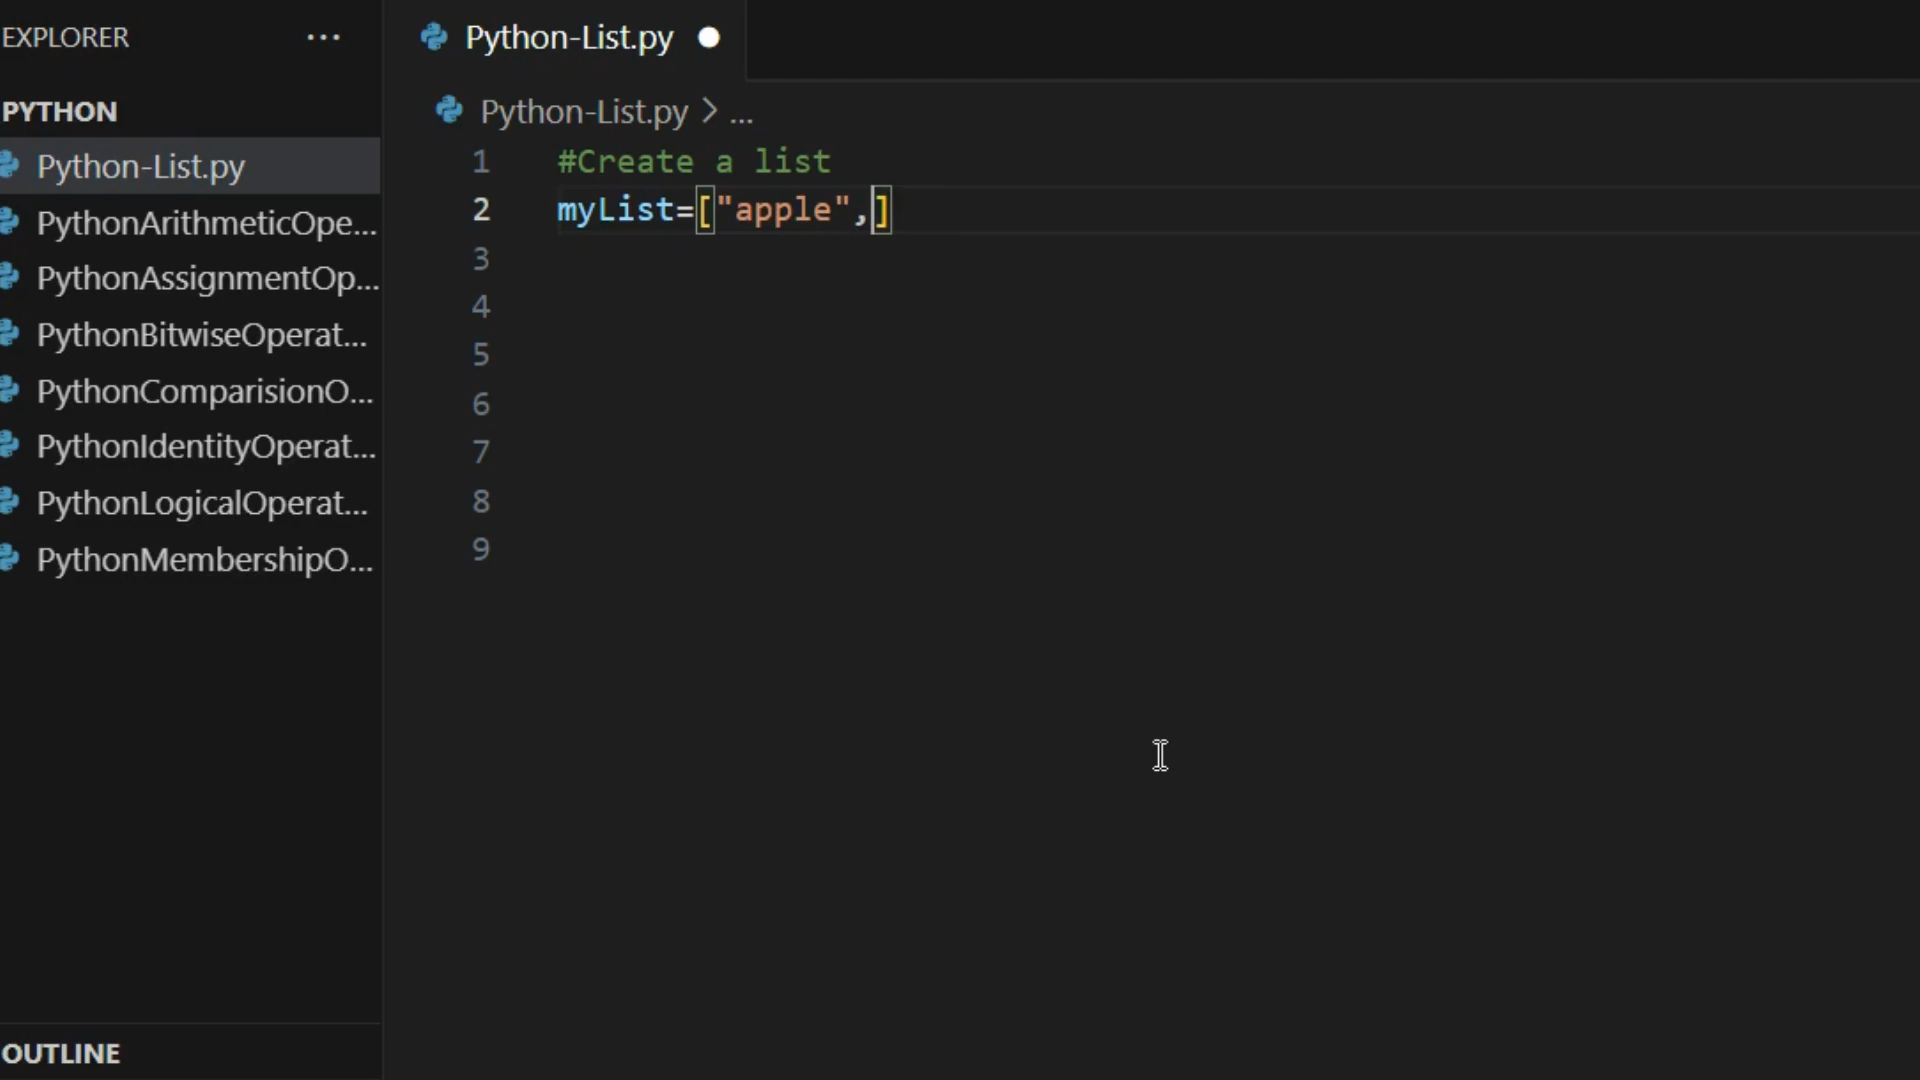 EXPLORER ...
PYTHON
Python-List.py
PythonArithmeticOpe...
PythonAssignmentOp...
PythonBitwiseOperat...
PythonComparisionO...
PythonIdentityOperat...
PythonLogicalOperat...
PythonMembershipO...
OUTLINE
Python-List.py
Python-List.py > ...
1 #Create a list
2 myList=["apple",]
3
4
5
6
7
8
9